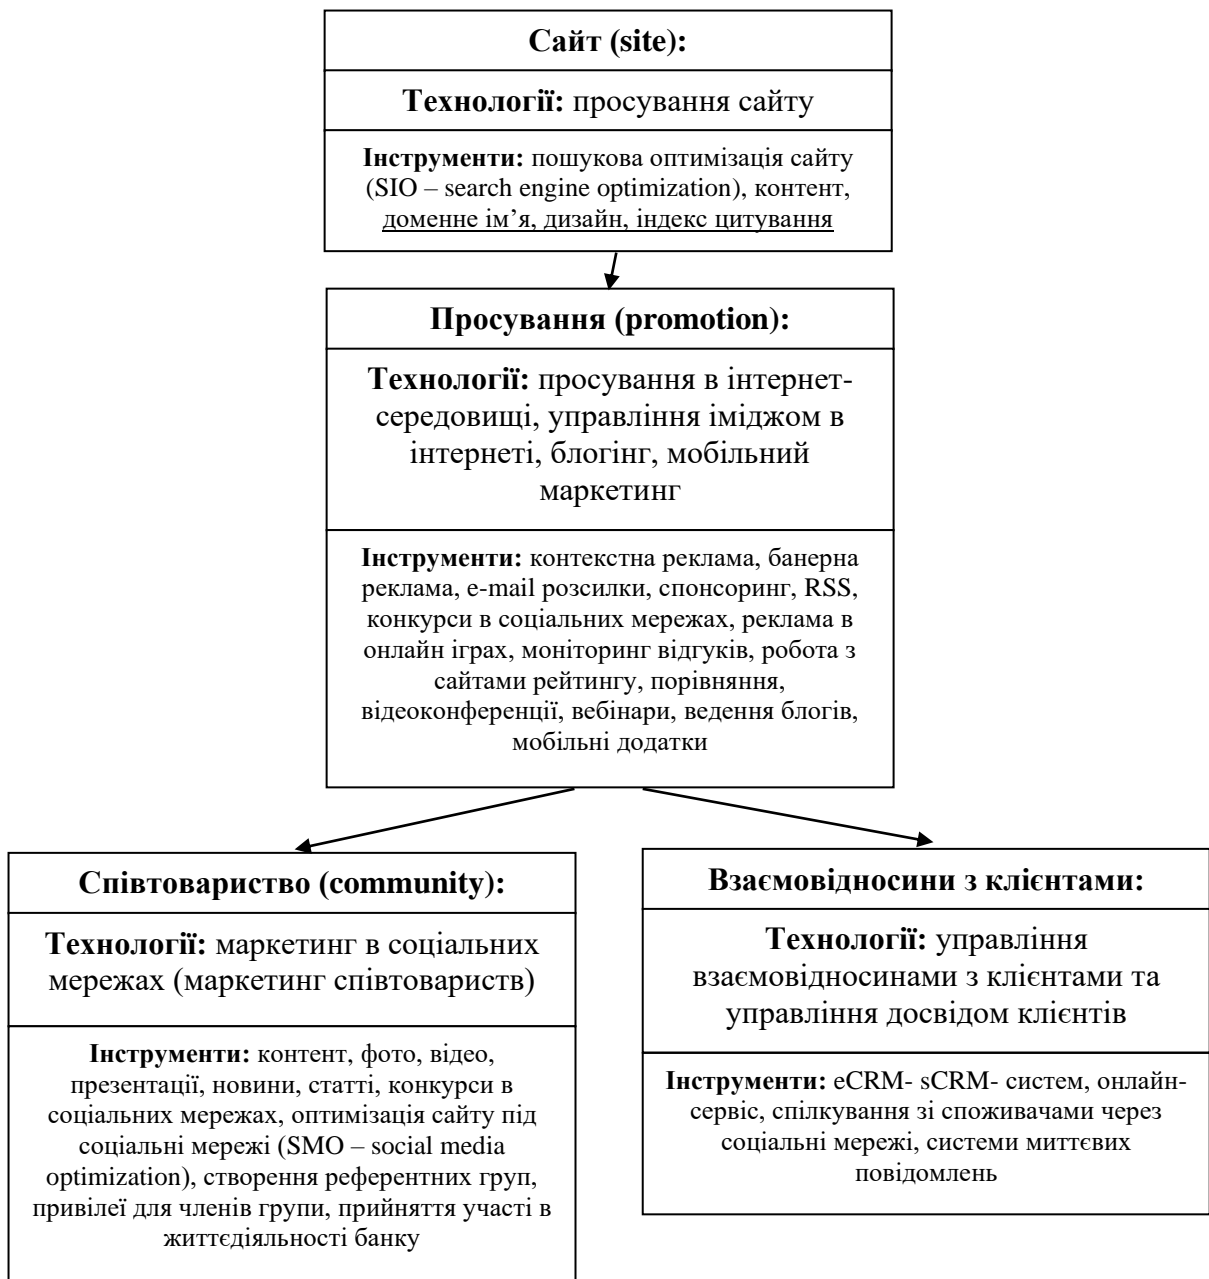 Сайт (site):
Технології: просування сайту
Інструменти: пошукова оптимізація сайту
(SIO – search engine optimization), контент,
доменне ім’я, дизайн, індекс цитування
Просування (promotion):
Технології: просування в інтернет-
середовищі, управління іміджом в
інтернеті, блогінг, мобільний
маркетинг
Інструменти: контекстна реклама, банерна
реклама, e-mail розсилки, спонсоринг, RSS,
конкурси в соціальних мережах, реклама в
онлайн іграх, моніторинг відгуків, робота з
сайтами рейтингу, порівняння,
відеоконференції, вебінари, ведення блогів,
мобільні додатки
Співтовариство (community):
Технології: маркетинг в соціальних
мережах (маркетинг співтовариств)
Інструменти: контент, фото, відео,
презентації, новини, статті, конкурси в
соціальних мережах, оптимізація сайту під
соціальні мережі (SMO – social media
optimization), створення референтних груп,
привілеї для членів групи, прийняття участі в
життєдіяльності банку
Взаємовідносини з клієнтами:
Технології: управління
взаємовідносинами з клієнтами та
управління досвідом клієнтів
Інструменти: eCRM- sCRM- систем, онлайн-
сервіс, спілкування зі споживачами через
соціальні мережі, системи миттєвих
повідомлень